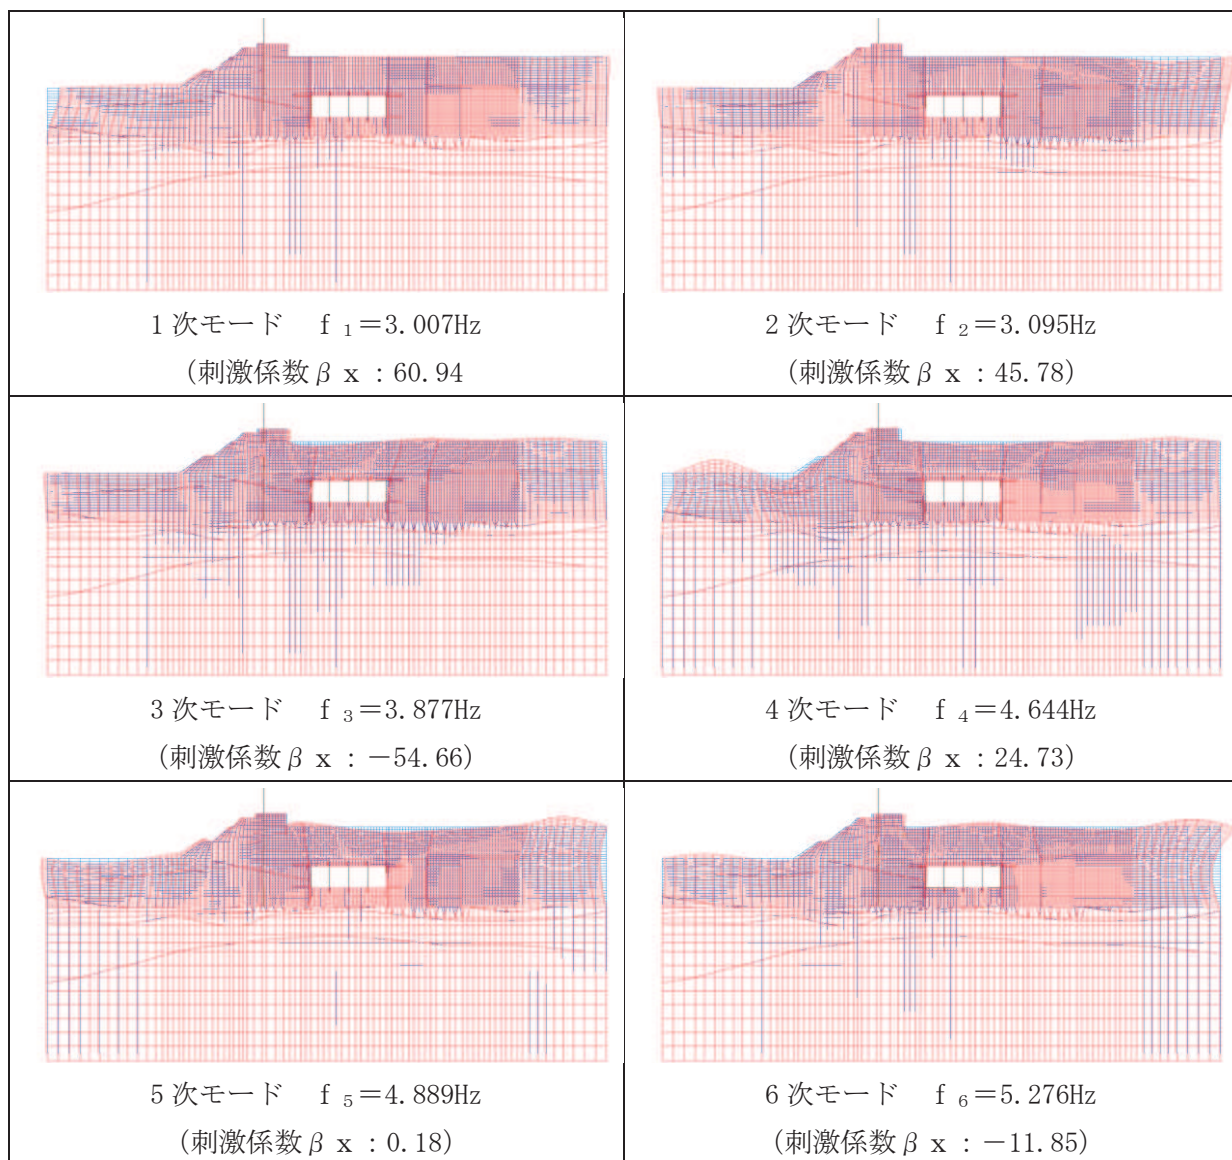 1次モード f 1＝3.007Hz
(刺激係数β x : 60.94
2次モード f 2＝3.095Hz
(刺激係数β x : 45.78)
3次モード f 3＝3.877Hz
(刺激係数β x : −54.66)
4次モード f 4＝4.644Hz
(刺激係数β x : 24.73)
5次モード f 5＝4.889Hz
(刺激係数β x : 0.18)
6次モード f 6＝5.276Hz
(刺激係数β x : −11.85)